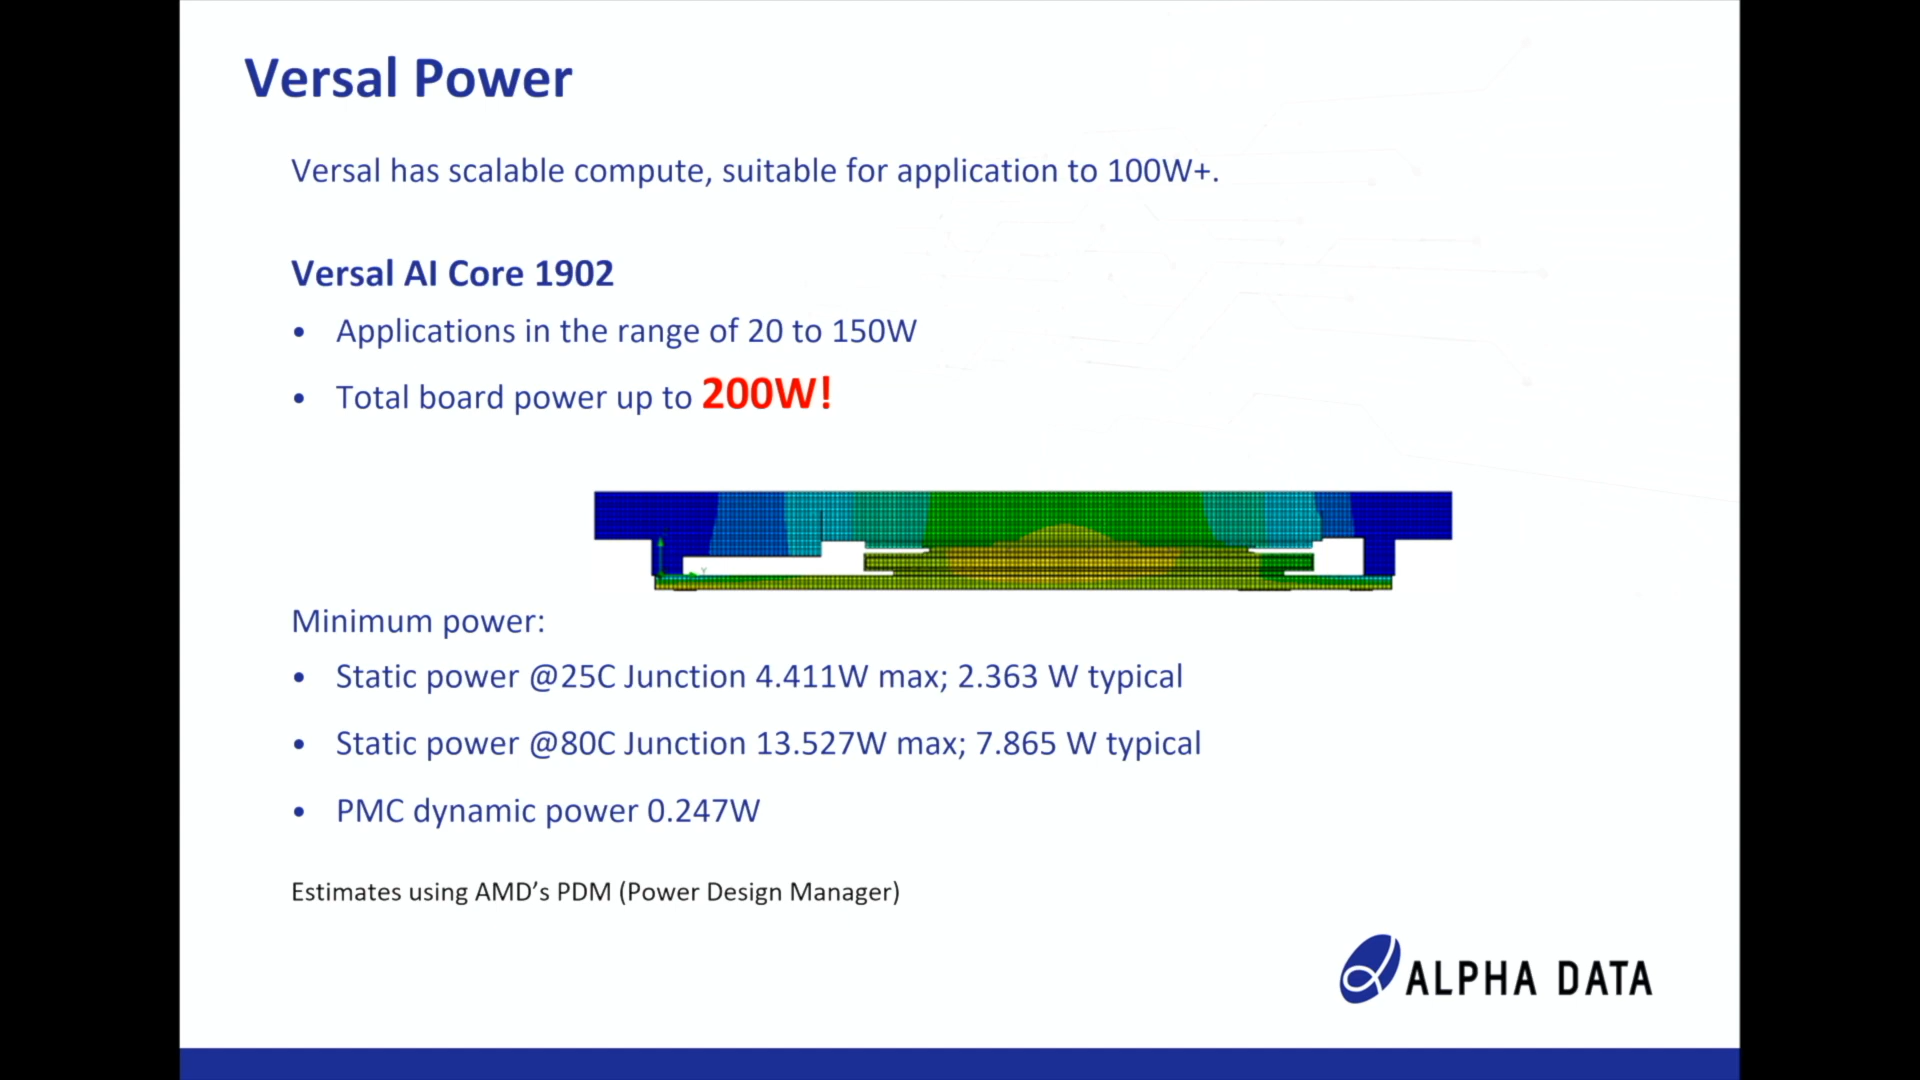 Versal Power
Versal has scalable compute, suitable for application to 100W+.
Versal AI Core 1902
• Applications in the range of 20 to 150W
• Total board power up to 200W!
Y
Minimum power:
• Static power @25C Junction 4.411W max; 2.363 W typical
• Static power @80C Junction 13.527W max; 7.865 W typical
• PMC dynamic power 0.247W
Estimates using AMD’s PDM (Power Design Manager)
ALPHA DATA